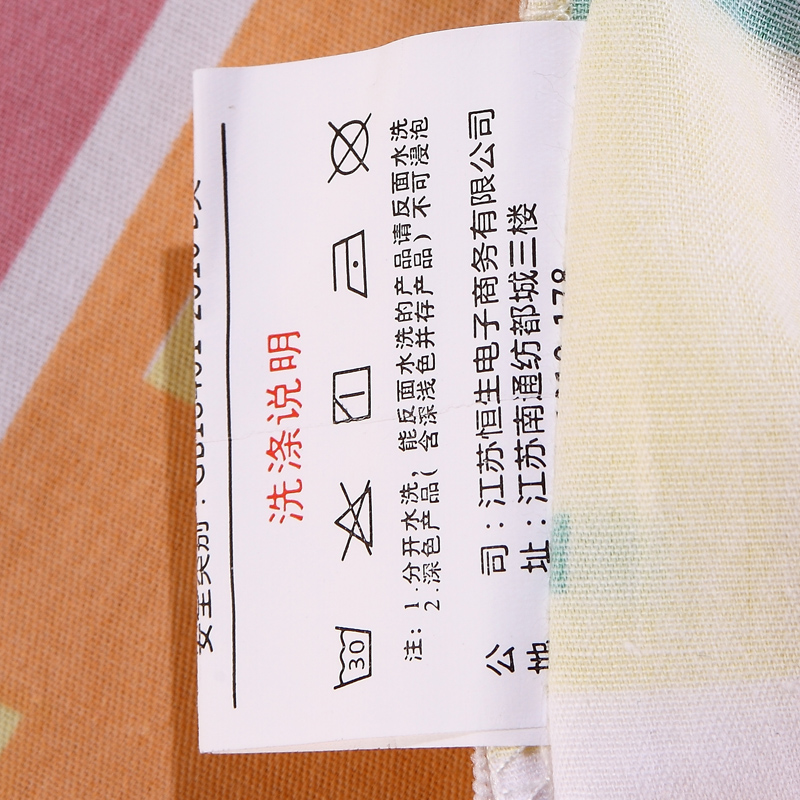 安全类别：GB18401-2010 B类
洗涤说明
30
注：1.分开水洗，能反面水洗的产品请反面水洗
2.深色产品(含深浅色并存产品)不可浸泡
公 司：江苏恒生电子商务有限公司
地 址：江苏南通纺都城三楼